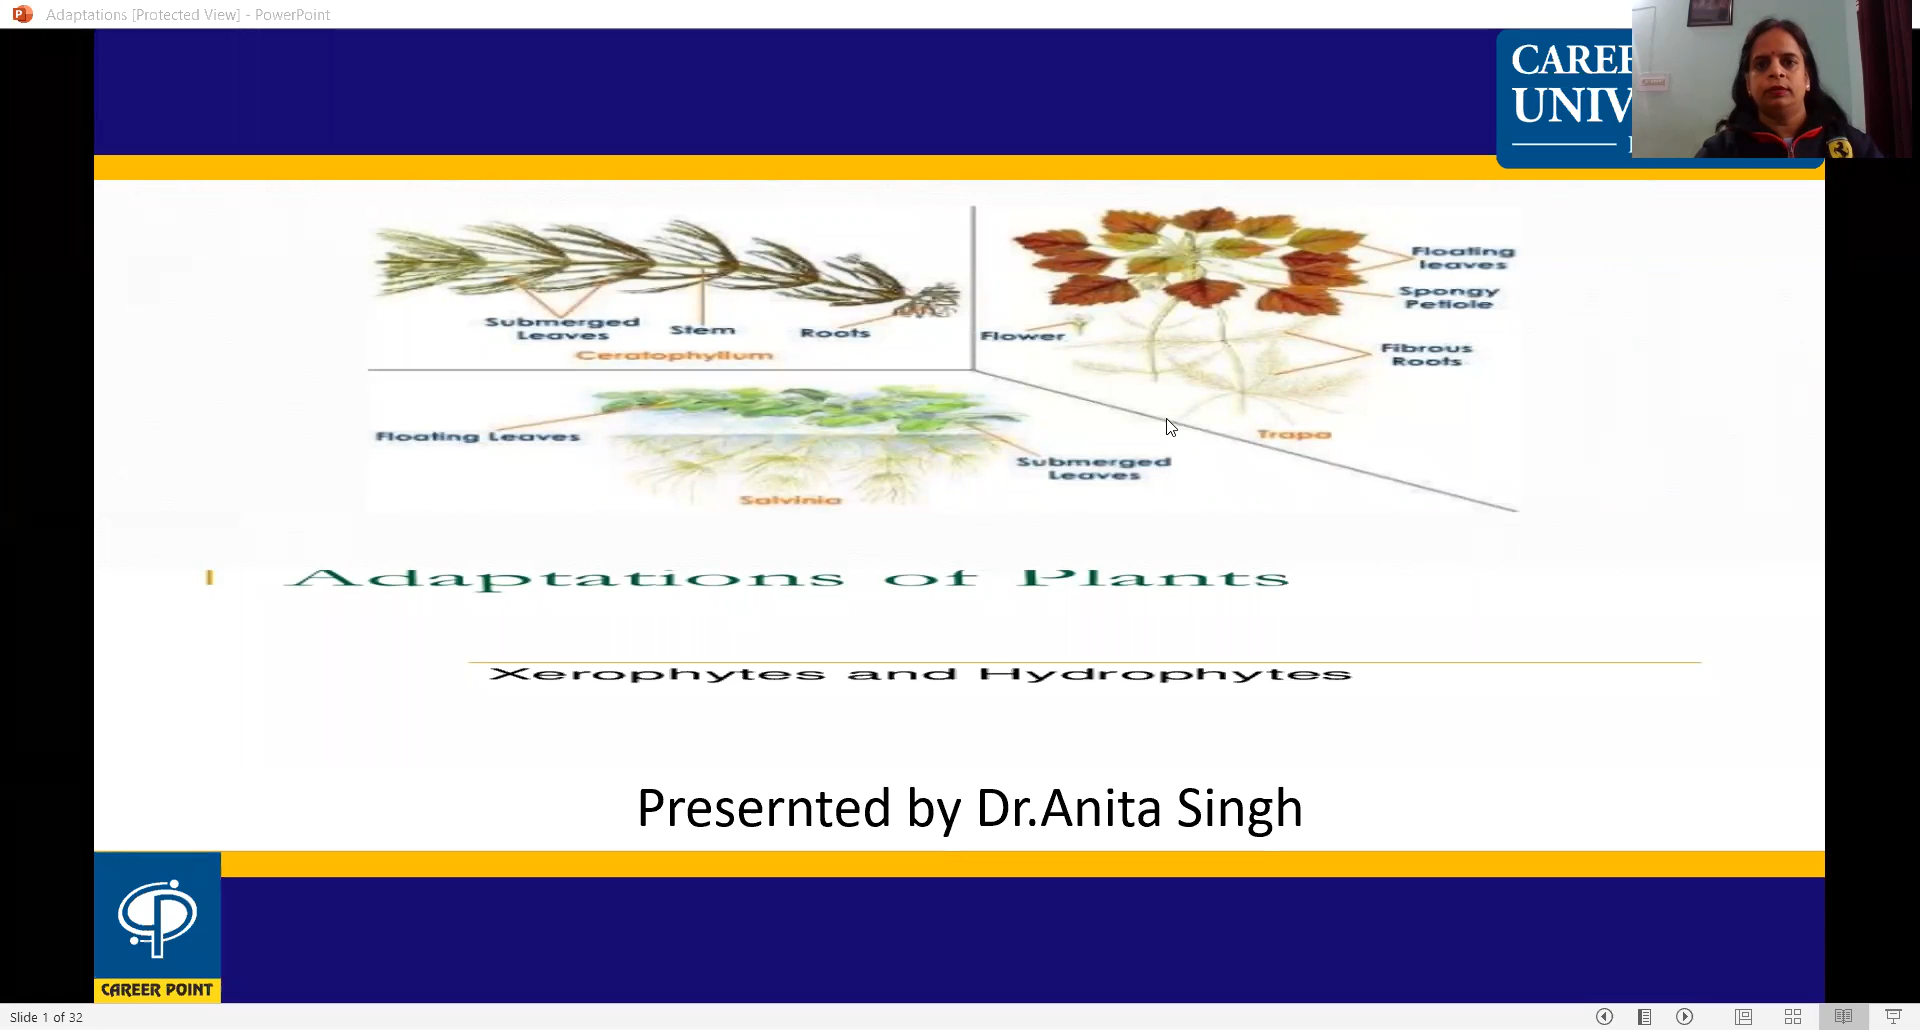 Adaptations [Protected View] - PowerPoint
CAREE
UNIV
Submerged
Leaves
Stem
Roots
Ceratophyllum
Floating
leaves
Spongy
Petiole
Flower
Fibrous
Roots
Trapa
Floating Leaves
Submerged
Leaves
Salvinia
Adaptations of Plants
Xerophytes and Hydrophytes
Presernted by Dr.Anita Singh
CAREER POINT
Slide 1 of 32